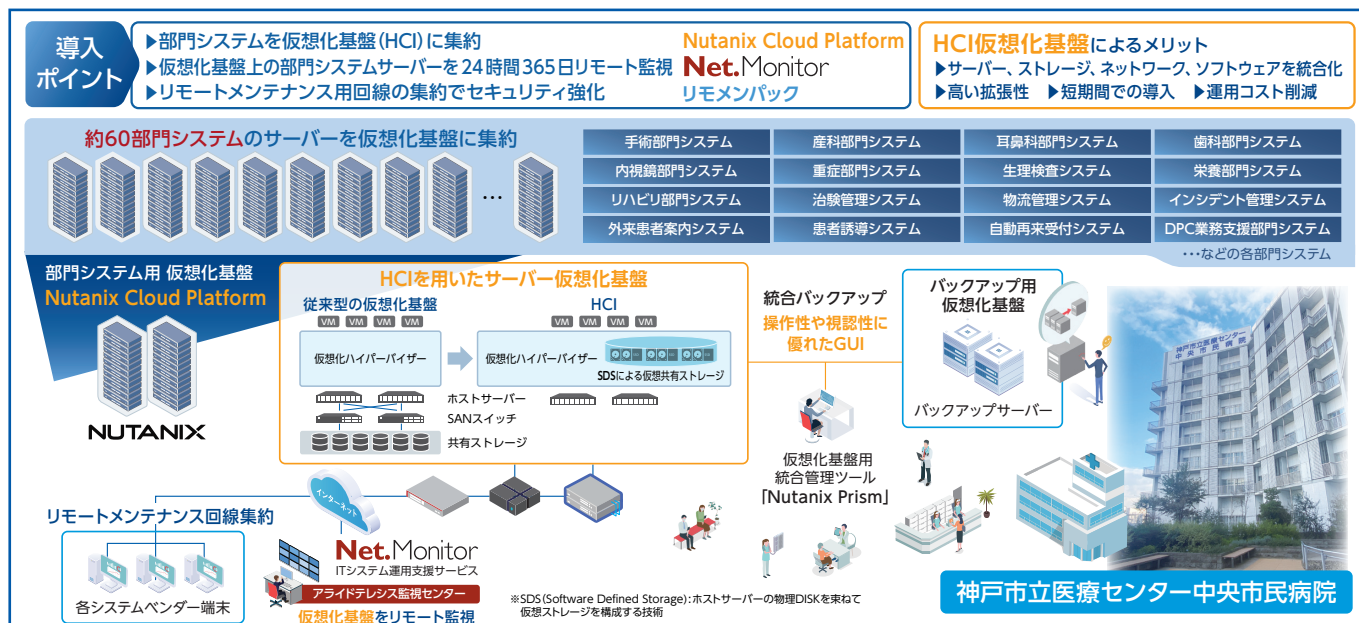 導入
ポイント
▶部門システムを仮想化基盤(HCI)に集約
▶仮想化基盤上の部門システムサーバーを24時間365日リモート監視
▶リモートメンテナンス用回線の集約でセキュリティ強化
Nutanix Cloud Platform
Net.Monitor
リモメンパック
HCI仮想化基盤によるメリット
▶サーバー、ストレージ、ネットワーク、ソフトウェアを統合化
▶高い拡張性 ▶短期間での導入 ▶運用コスト削減
約60部門システムのサーバーを仮想化基盤に集約
…
手術部門システム 産科部門システム 耳鼻科部門システム 歯科部門システム
内視鏡部門システム 重症部門システム 生理検査システム 栄養部門システム
リハビリ部門システム 治験管理システム 物流管理システム インシデント管理システム
外来患者案内システム 患者誘導システム 自動再来受付システム DPC業務支援部門システム
…などの各部門システム
部門システム用 仮想化基盤
Nutanix Cloud Platform
NUTANIX
HCIを用いたサーバー仮想化基盤
従来型の仮想化基盤
VM VM VM VM
仮想化ハイパーバイザー
HCI
VM VM VM VM
仮想化ハイパーバイザー
SDSによる仮想共有ストレージ
ホストサーバー
SANスイッチ
共有ストレージ
統合バックアップ
操作性や視認性に
優れたGUI
バックアップ用
仮想化基盤
バックアップサーバー
仮想化基盤用
統合管理ツール
「Nutanix Prism」
リモートメンテナンス回線集約
各システムベンダー端末
インターネット
Net.Monitor
ITシステム運用支援サービス
アライドテレシス監視センター
仮想化基盤をリモート監視
※SDS(Software Defined Storage):ホストサーバーの物理DISKを束ねて
仮想ストレージを構成する技術
神戸市立医療センター
中央市民病院
神戸市立医療センター中央市民病院